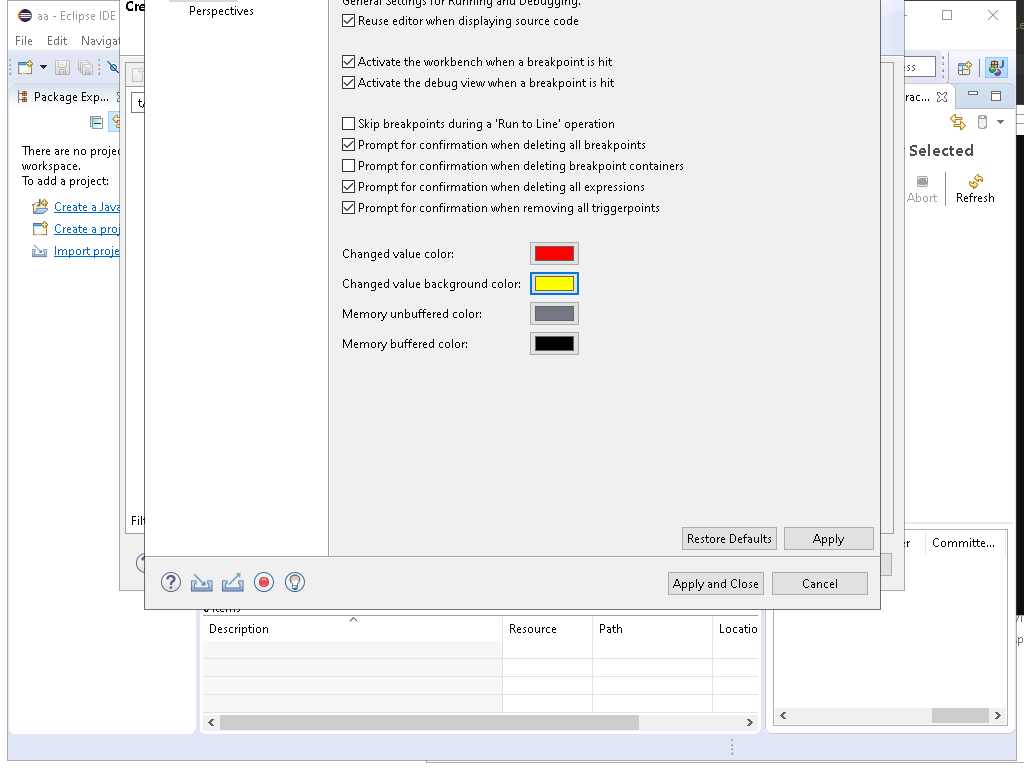 aa - Eclipse IDE
Cre
File Edit Navigat
Package Exp...
There are no projec
workspace.
To add a project:
Create a Java
Create a proj
Import proje
Perspectives
General Settings for Running and Debugging.
Reuse editor when displaying source code
Activate the workbench when a breakpoint is hit
Activate the debug view when a breakpoint is hit
Skip breakpoints during a 'Run to Line' operation
Prompt for confirmation when deleting all breakpoints
Prompt for confirmation when deleting breakpoint containers
Prompt for confirmation when deleting all expressions
Prompt for confirmation when removing all triggerpoints
Changed value color:
Changed value background color:
Memory unbuffered color:
Memory buffered color:
Restore Defaults Apply
Apply and Close Cancel
Filt
ss
rac...
Selected
Abort Refresh
er Committe...
Description Resource Path Locatio